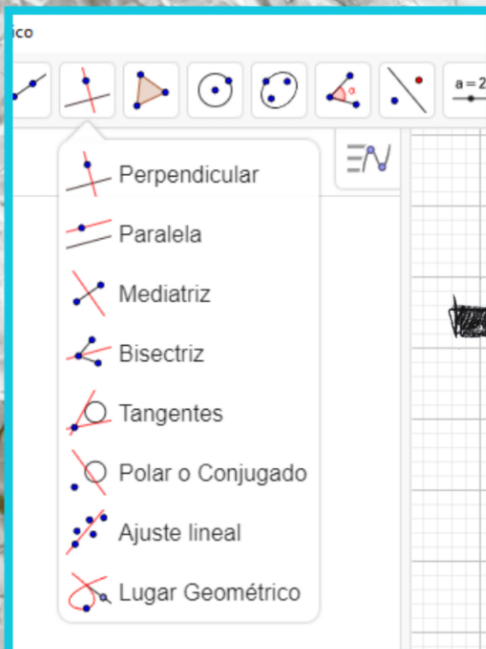 ico
a = 2
Perpendicular
Paralela
Mediatriz
Bisectriz
Tangentes
Polar o Conjugado
Ajuste lineal
Lugar Geométrico